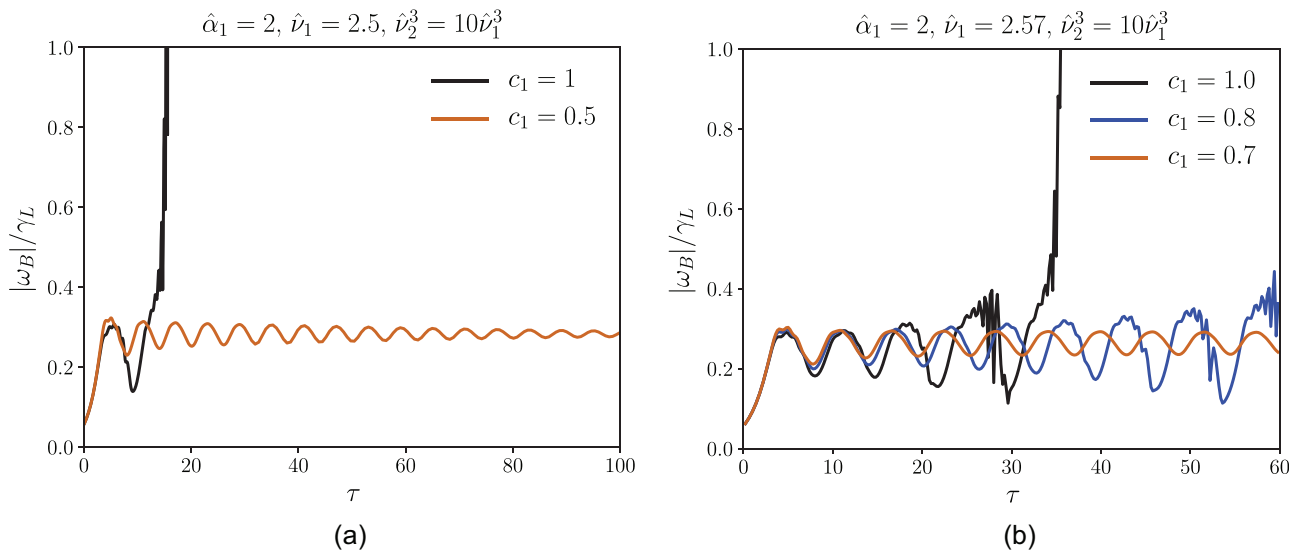 α̂₁ = 2, ν̂₁ = 2.5, ν̂₂³ = 10ν̂₁³
1.0
0.8
0.6
0.4
0.2
0.0
|ω_B|/γ_L
c₁ = 1
c₁ = 0.5
0 20 40 60 80 100
τ
(a)
α̂₁ = 2, ν̂₁ = 2.57, ν̂₂³ = 10ν̂₁³
1.0
0.8
0.6
0.4
0.2
0.0
|ω_B|/γ_L
c₁ = 1.0
c₁ = 0.8
c₁ = 0.7
0 10 20 30 40 50 60
τ
(b)